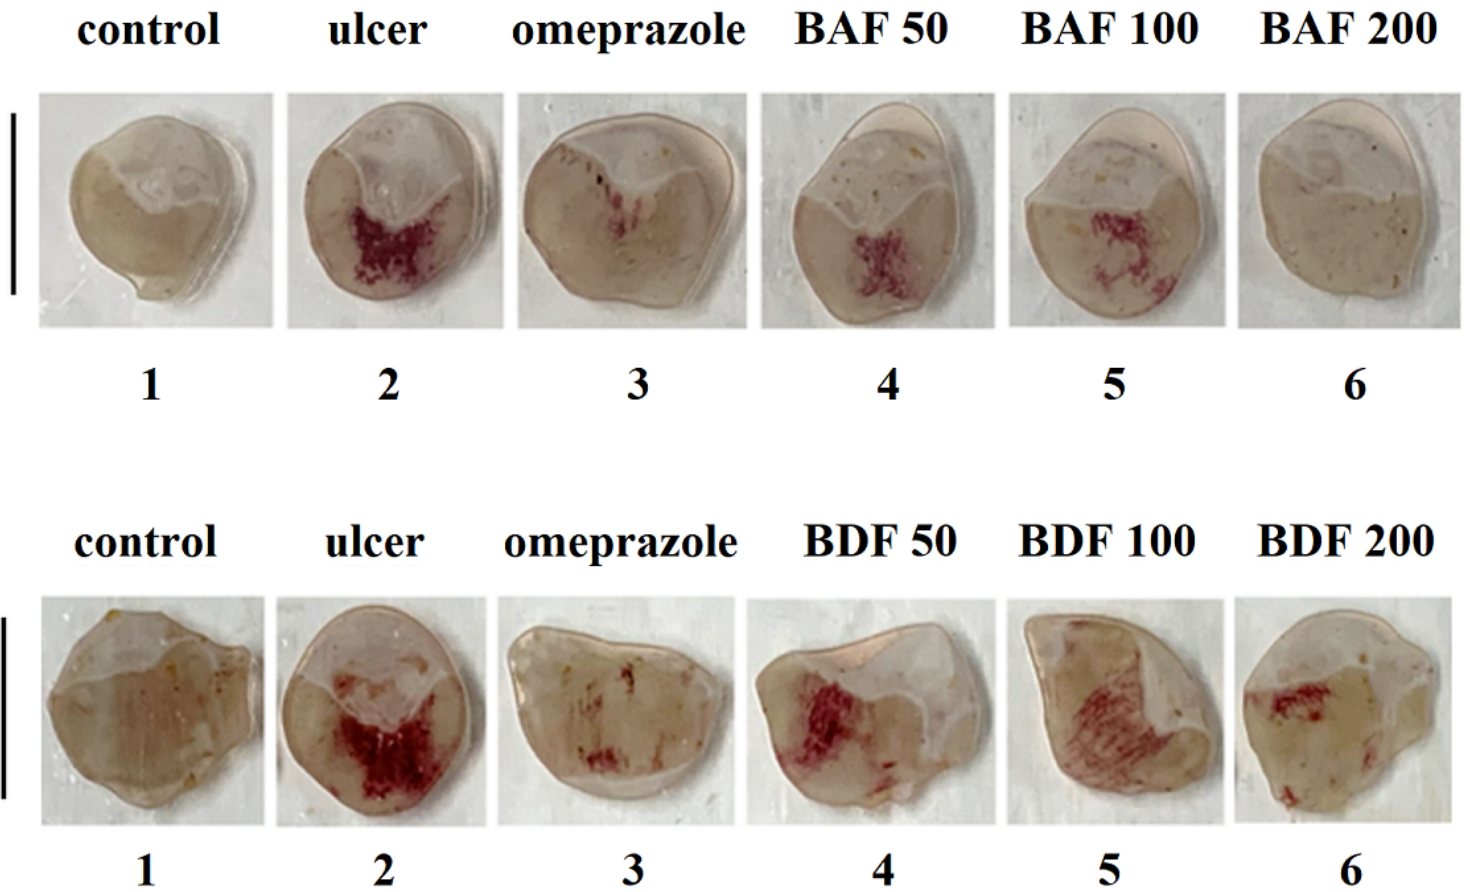 control ulcer omeprazole BAF 50 BAF 100 BAF 200
1 2 3 4 5 6
control ulcer omeprazole BDF 50 BDF 100 BDF 200
1 2 3 4 5 6